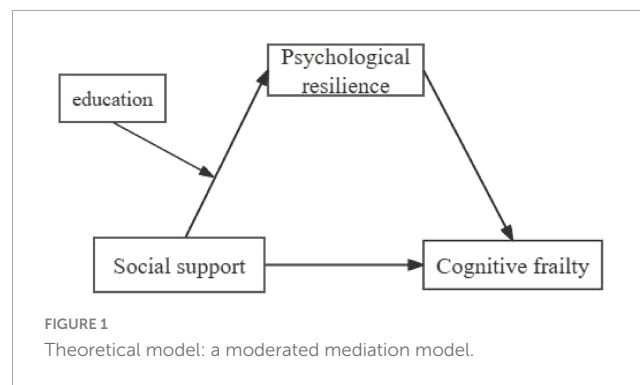 Psychological
resilience
education
Social support
Cognitive frailty
FIGURE 1
Theoretical model: a moderated mediation model.